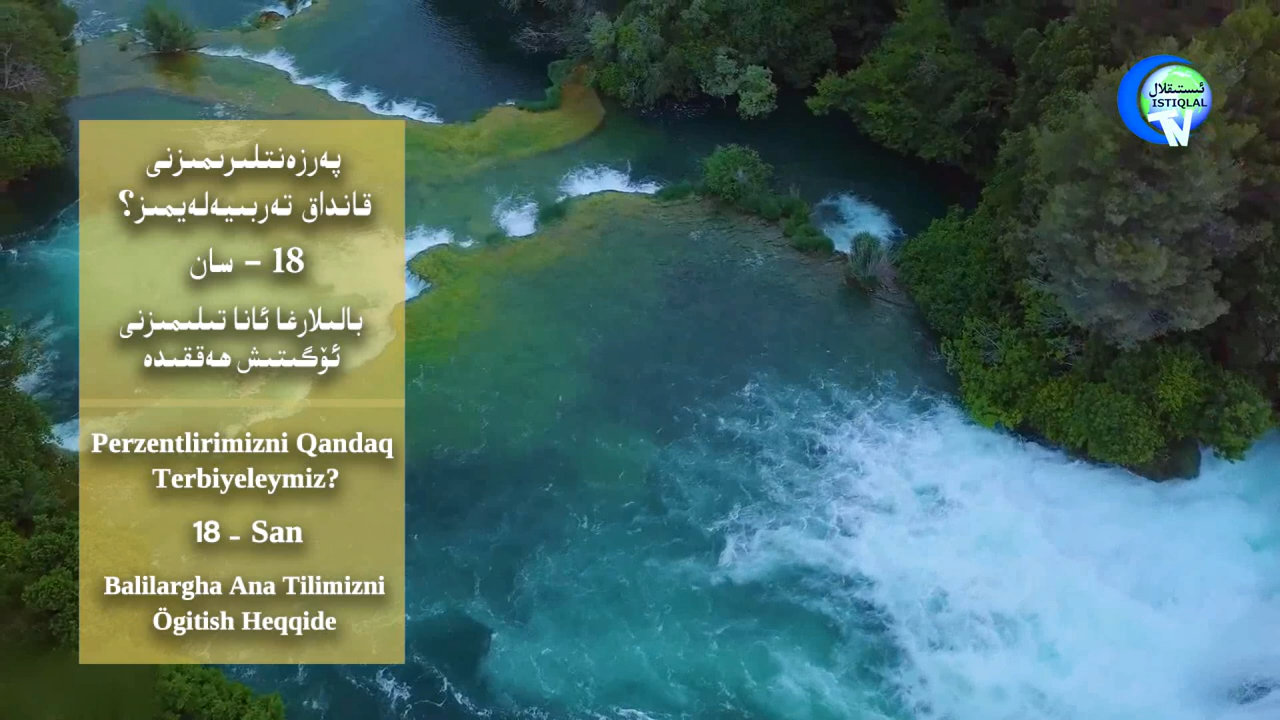 پەرزەنتلىرىمىزنى
قانداق تەربىيەلەيمىز؟
18 - سان
بالىلارغا ئانا تىلىمىزنى
ئۆگىتىش ھەققىدە
Perzentlirimizni Qandaq
Terbiyeleymiz?
18 - San
Balilargha Ana Tilimizni
Ögitish Heqqide
ئىستىقلال
ISTIQLAL
TV